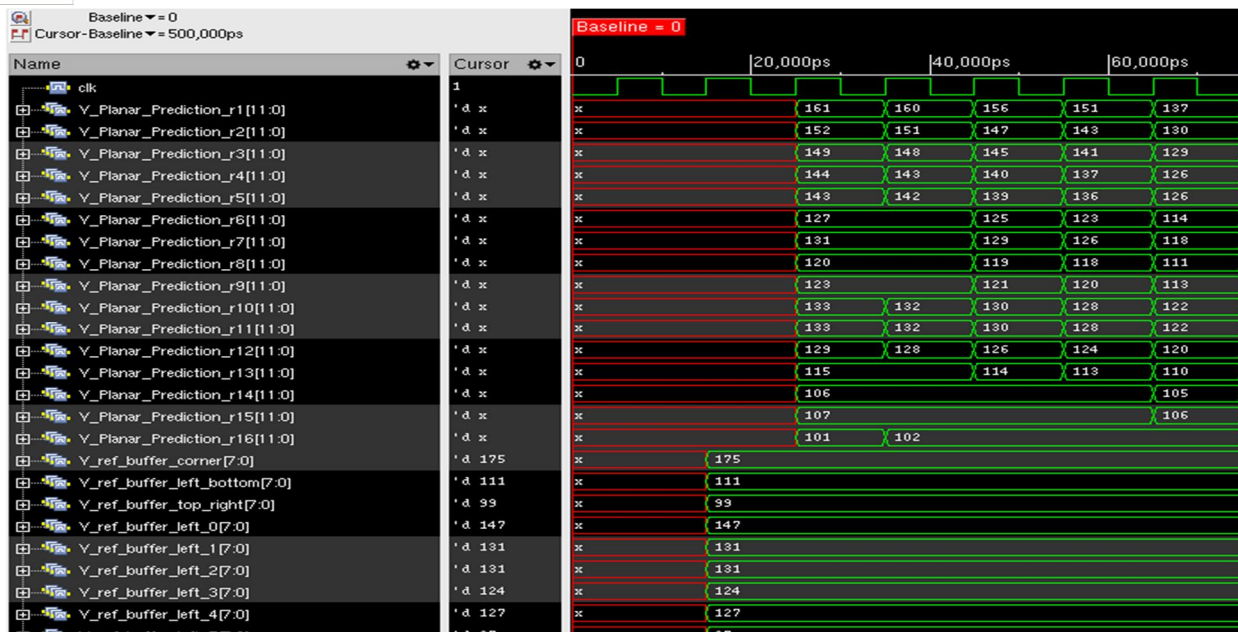 Baseline ▾= 0
Cursor-Baseline ▾= 500,000ps
Baseline = 0
Name Cursor 0 20,000ps 40,000ps 60,000ps
clk 1
Y_Planar_Prediction_r1[11:0] 'd x x 161 160 156 151 137
Y_Planar_Prediction_r2[11:0] 'd x x 152 151 147 143 130
Y_Planar_Prediction_r3[11:0] 'd x x 149 148 145 141 129
Y_Planar_Prediction_r4[11:0] 'd x x 144 143 140 137 126
Y_Planar_Prediction_r5[11:0] 'd x x 143 142 139 136 126
Y_Planar_Prediction_r6[11:0] 'd x x 127 125 123 114
Y_Planar_Prediction_r7[11:0] 'd x x 131 129 126 118
Y_Planar_Prediction_r8[11:0] 'd x x 120 119 118 111
Y_Planar_Prediction_r9[11:0] 'd x x 123 121 120 113
Y_Planar_Prediction_r10[11:0] 'd x x 133 132 130 128 122
Y_Planar_Prediction_r11[11:0] 'd x x 133 132 130 128 122
Y_Planar_Prediction_r12[11:0] 'd x x 129 128 126 124 120
Y_Planar_Prediction_r13[11:0] 'd x x 115 114 113 110
Y_Planar_Prediction_r14[11:0] 'd x x 106 105
Y_Planar_Prediction_r15[11:0] 'd x x 107 106
Y_Planar_Prediction_r16[11:0] 'd x x 101 102
Y_ref_buffer_corner[7:0] 'd 175 x 175
Y_ref_buffer_left_bottom[7:0] 'd 111 x 111
Y_ref_buffer_top_right[7:0] 'd 99 x 99
Y_ref_buffer_left_0[7:0] 'd 147 x 147
Y_ref_buffer_left_1[7:0] 'd 131 x 131
Y_ref_buffer_left_2[7:0] 'd 131 x 131
Y_ref_buffer_left_3[7:0] 'd 124 x 124
Y_ref_buffer_left_4[7:0] 'd 127 x 127